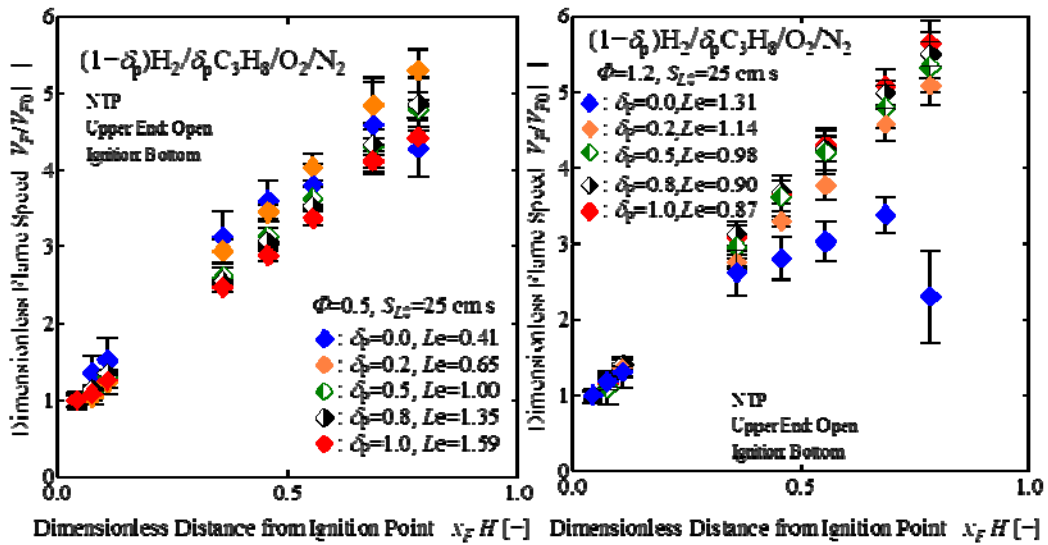 (1−δp)H2/δpC3H8/O2/N2
NTP
Upper End: Open
Ignition: Bottom
Φ=0.5, SL0=25 cm s
: δp=0.0, Le=0.41
: δp=0.2, Le=0.65
: δp=0.5, Le=1.00
: δp=0.8, Le=1.35
: δp=1.0, Le=1.59
Dimensionless Flame Speed VF/VF0 |
6
5
4
3
2
1
0
0.0 0.5 1.0
Dimensionless Distance from Ignition Point xF H [−]
(1−δp)H2/δpC3H8/O2/N2
Φ=1.2, SL0=25 cm s
: δp=0.0,Le=1.31
: δp=0.2,Le=1.14
: δp=0.5,Le=0.98
: δp=0.8,Le=0.90
: δp=1.0,Le=0.87
NTP
Upper End: Open
Ignition: Bottom
Dimensionless Flame Speed VF/VF0 |
6
5
4
3
2
1
0
0.0 0.5 1.0
Dimensionless Distance from Ignition Point xF H [−]